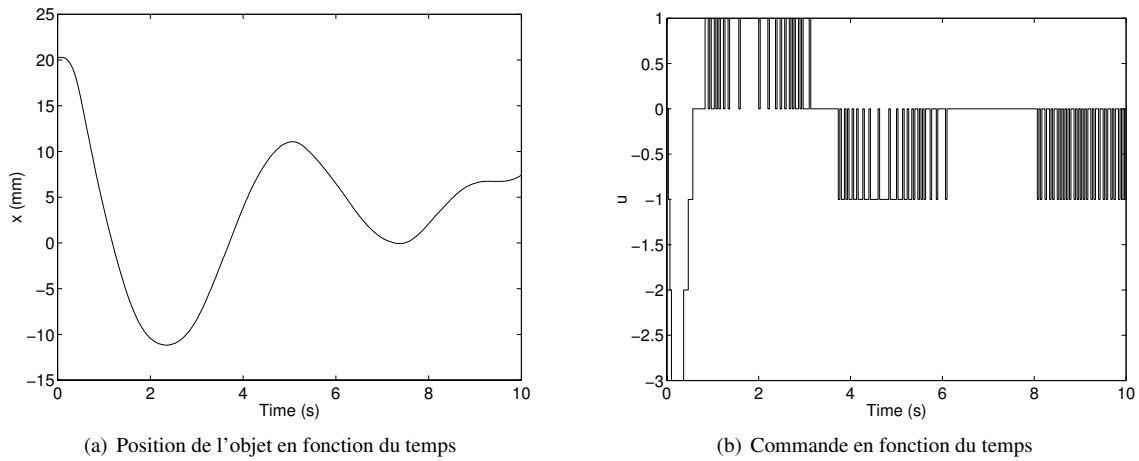 25
20
15
10
5
0
−5
−10
−15
x (mm)
0 2 4 6 8 10
Time (s)
(a) Position de l'objet en fonction du temps
1
0.5
0
−0.5
−1
−1.5
−2
−2.5
−3
u
0 2 4 6 8 10
Time (s)
(b) Commande en fonction du temps